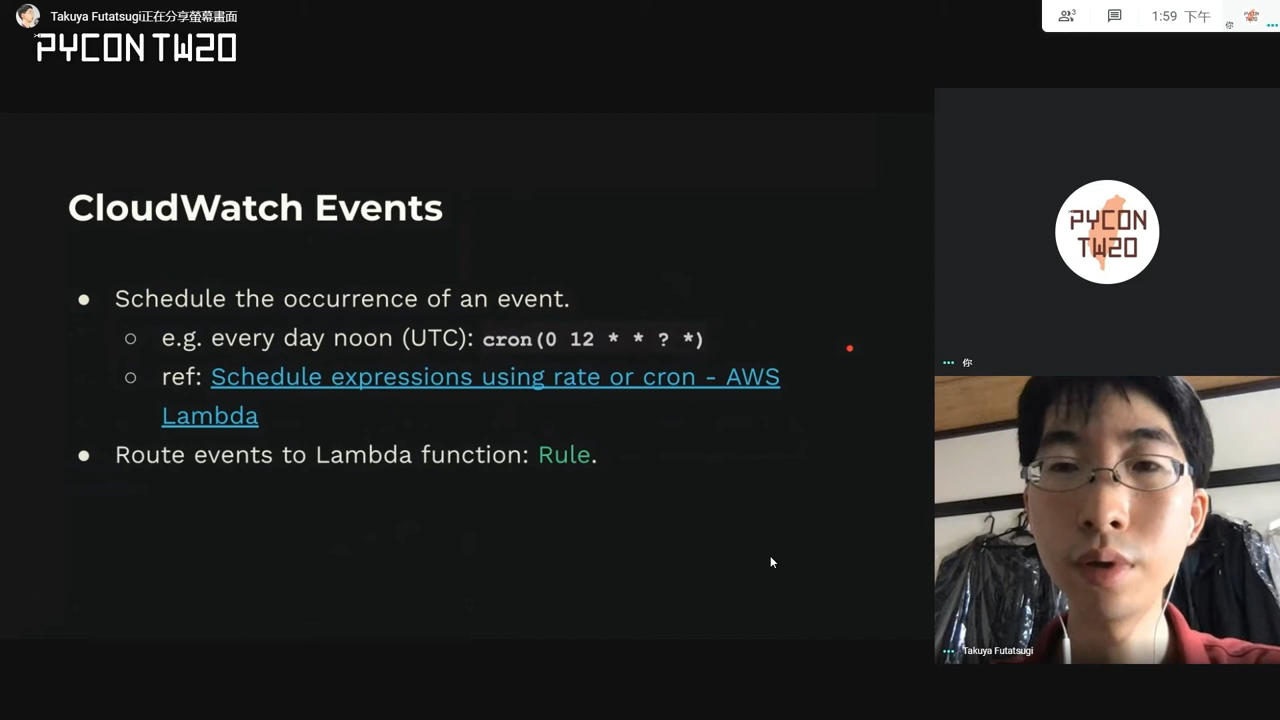 Takuya Futatsugi正在分享螢幕畫面
PYCON TW20
3
1:59 下午
你
CloudWatch Events
● Schedule the occurrence of an event.
○ e.g. every day noon (UTC): cron(0 12 * * ? *)
○ ref: Schedule expressions using rate or cron - AWS
Lambda
● Route events to Lambda function: Rule.
PYCON
TW20
你
Takuya Futatsugi